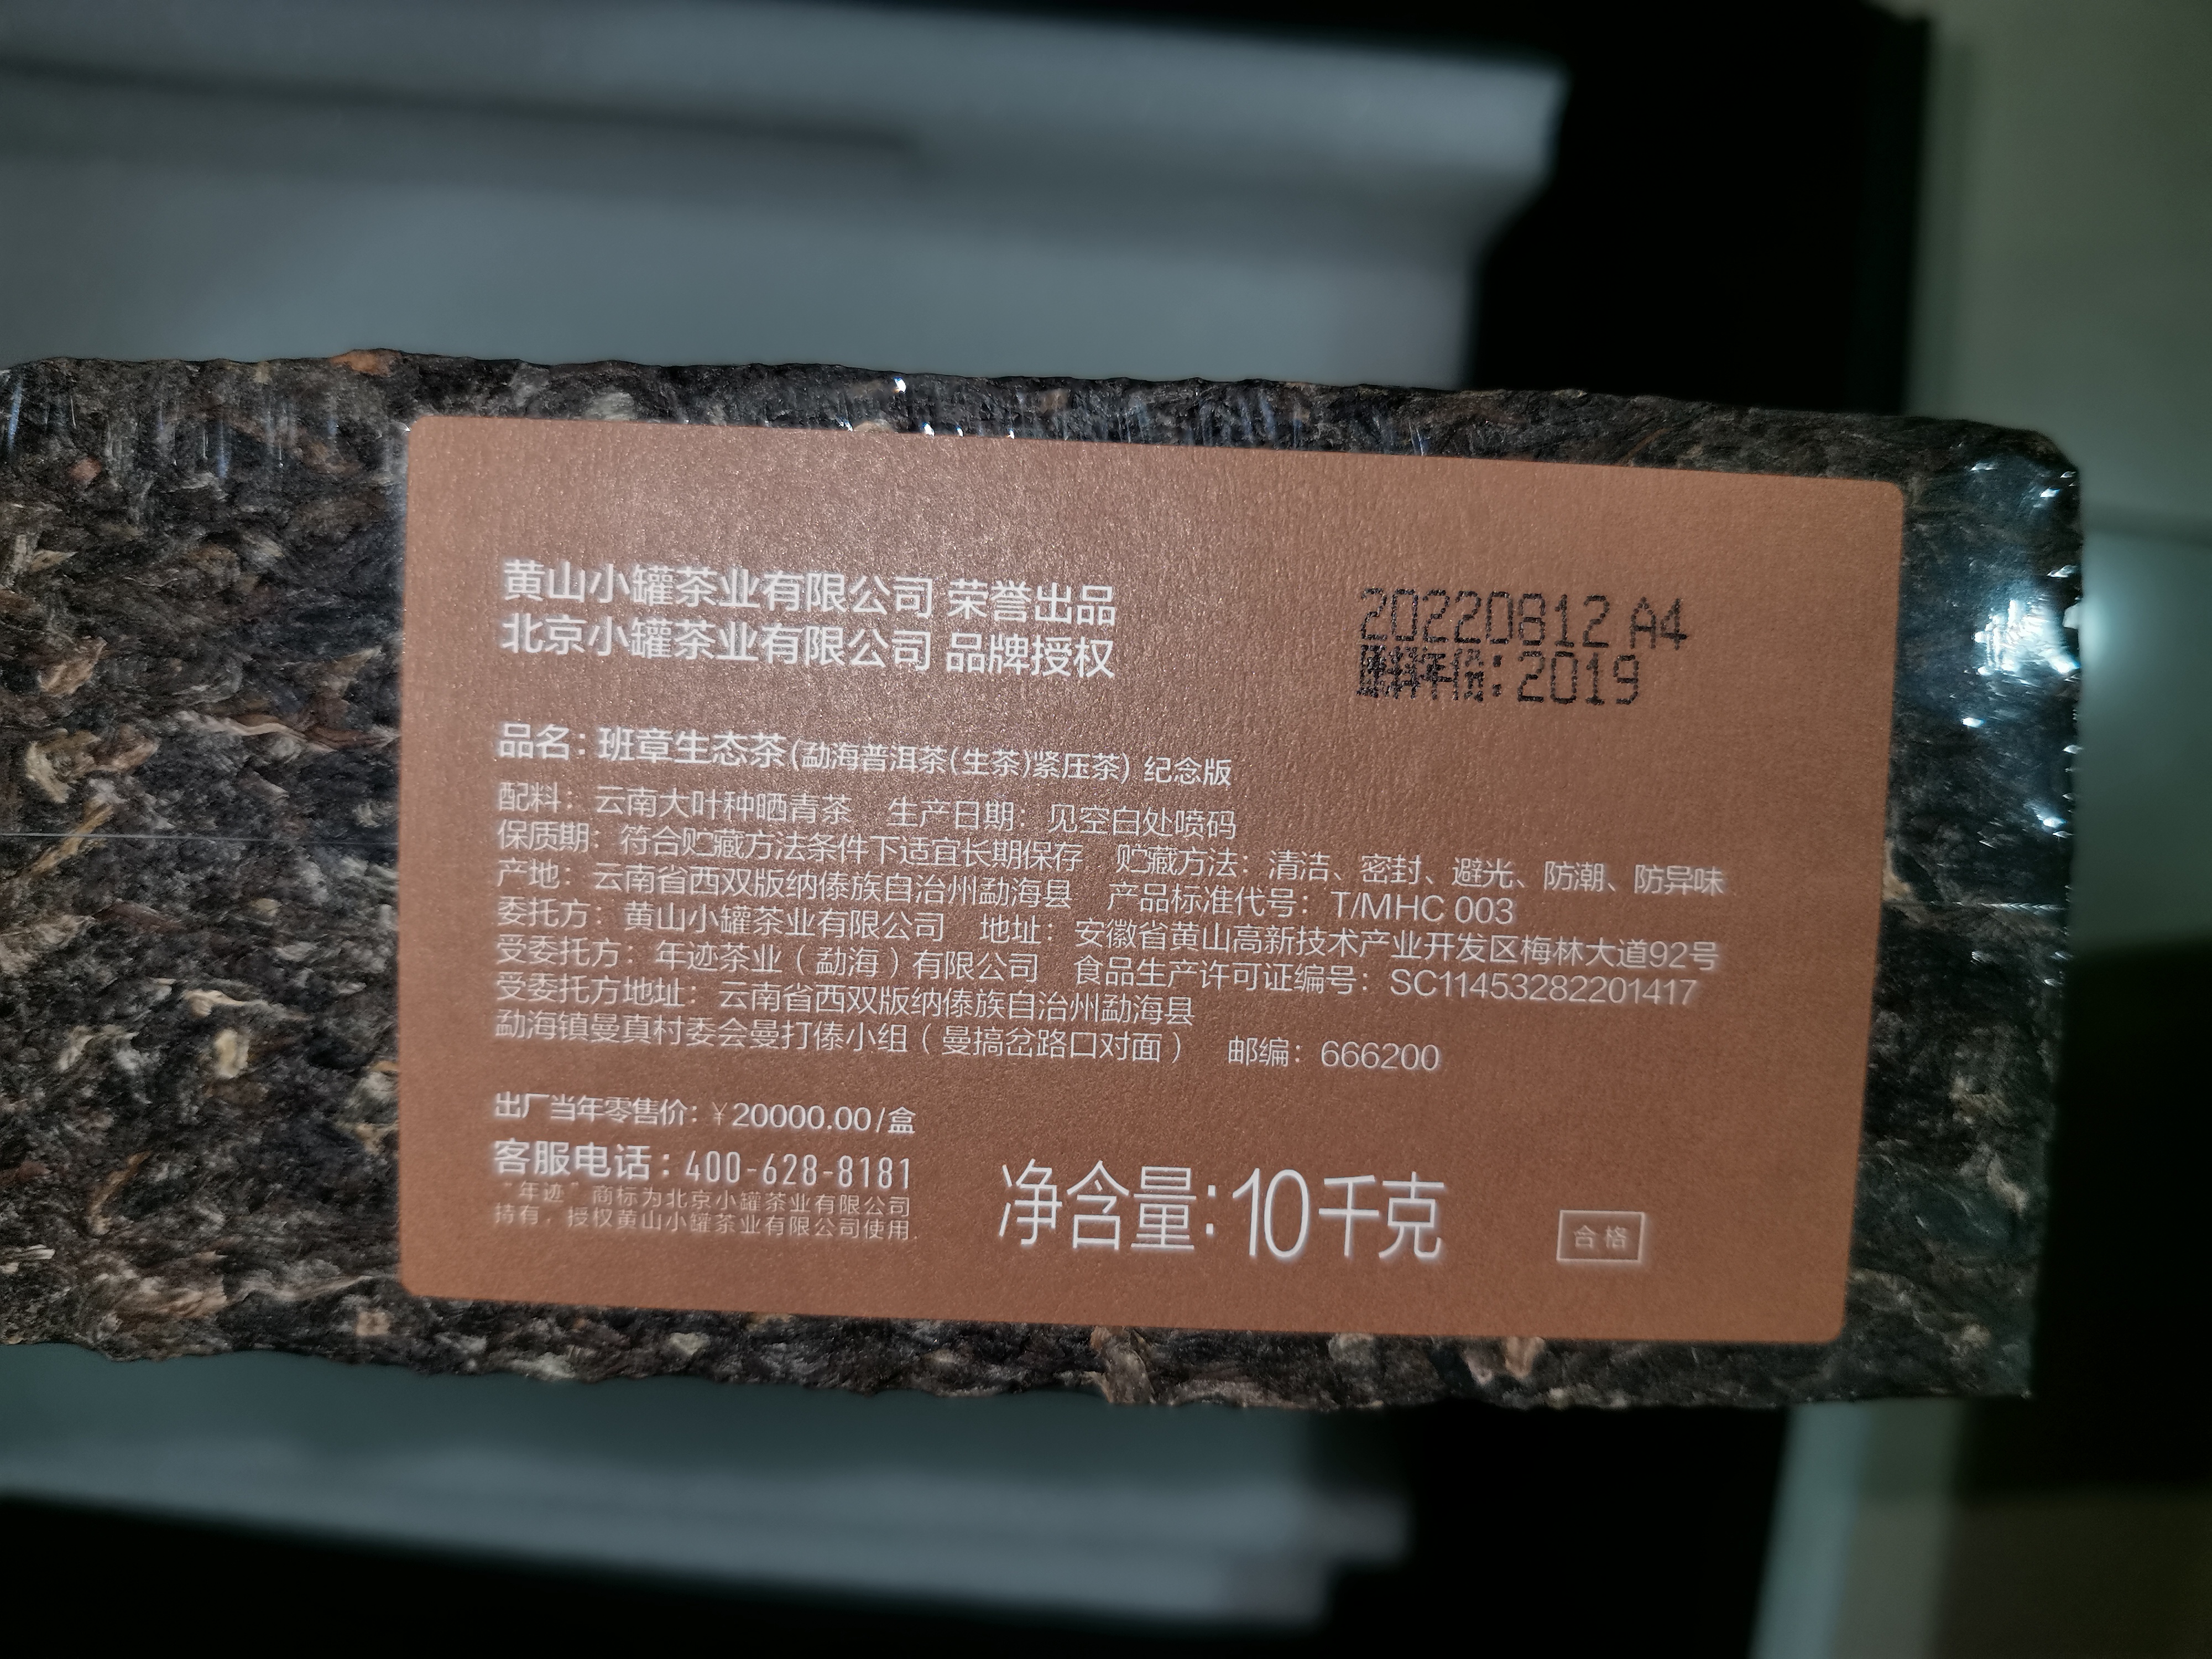 黄山小罐茶业有限公司 荣誉出品
北京小罐茶业有限公司 品牌授权
20220812 A4
原料年份：2019
品名：班章生态茶(勐海普洱茶(生茶)紧压茶) 纪念版
配料：云南大叶种晒青茶 生产日期：见空白处喷码
保质期：符合贮藏方法条件下适宜长期保存 贮藏方法：清洁、密封、避光、防潮、防异味
产地：云南省西双版纳傣族自治州勐海县 产品标准代号：T/MHC 003
委托方：黄山小罐茶业有限公司 地址：安徽省黄山高新技术产业开发区梅林大道92号
受委托方：年迹茶业（勐海）有限公司 食品生产许可证编号：SC11453282201417
受委托方地址：云南省西双版纳傣族自治州勐海县
勐海镇曼真村委会曼打傣小组（曼搞岔路口对面） 邮编：666200
出厂当年零售价：￥20000.00/盒
客服电话：400-628-8181
“年迹”商标为北京小罐茶业有限公司
持有，授权黄山小罐茶业有限公司使用.
净含量：10千克
合格